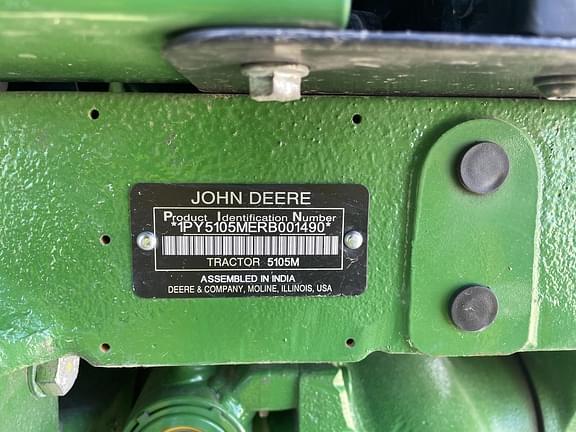 JOHN DEERE
Product Identification Number
*1PY5105MERB001490*
TRACTOR 5105M
ASSEMBLED IN INDIA
DEERE & COMPANY, MOLINE, ILLINOIS, USA